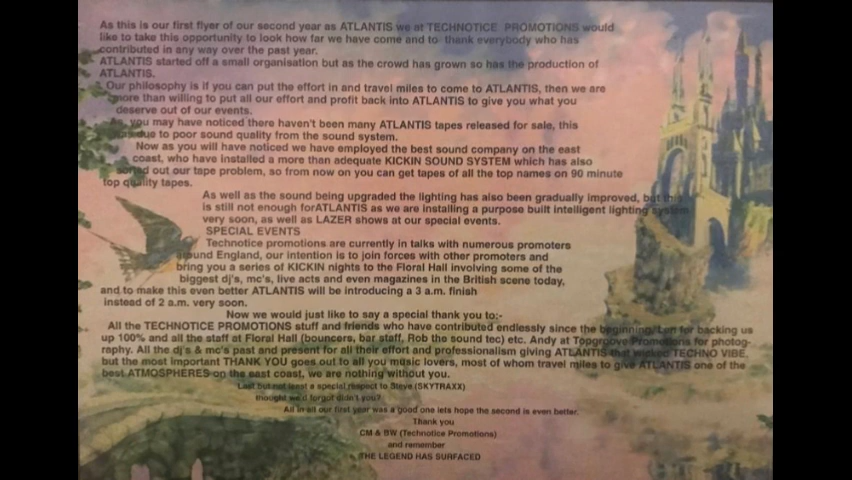 As this is our first flyer of our second year as ATLANTIS we at TECHNOTICE PROMOTIONS would
like to take this opportunity to look how far we have come and to thank everybody who has
contributed in any way over the past year.
ATLANTIS started off a small organisation but as the crowd has grown so has the production of
ATLANTIS.
Our philosophy is if you can put the effort in and travel miles to come to ATLANTIS, then we are
more than willing to put all our effort and profit back into ATLANTIS to give you what you
deserve out of our events.
As you may have noticed there haven't been many ATLANTIS tapes released for sale, this
due to poor sound quality from the sound system.
Now as you will have noticed we have employed the best sound company on the east
coast, who have installed a more than adequate KICKIN SOUND SYSTEM which has also
sorted out our tape problem, so from now on you can get tapes of all the top names on 90 minute
top quality tapes.
As well as the sound being upgraded the lighting has also been gradually improved, but this
is still not enough forATLANTIS as we are installing a purpose built intelligent lighting system
very soon, as well as LAZER shows at our special events.
SPECIAL EVENTS
Technotice promotions are currently in talks with numerous promoters
around England, our intention is to join forces with other promoters and
bring you a series of KICKIN nights to the Floral Hall involving some of the
biggest dj's, mc's, live acts and even magazines in the British scene today,
and to make this even better ATLANTIS will be introducing a 3 a.m. finish
instead of 2 a.m. very soon.
Now we would just like to say a special thank you to:-
All the TECHNOTICE PROMOTIONS stuff and friends who have contributed endlessly since the beginning, Len for backing us
up 100% and all the staff at Floral Hall (bouncers, bar staff, Rob the sound tec) etc. Andy at Topgroove Promotions for photog-
raphy. All the dj's & mc's past and present for all their effort and professionalism giving ATLANTIS that wicked TECHNO VIBE,
but the most important THANK YOU goes out to all you music lovers, most of whom travel miles to give ATLANTIS one of the
best ATMOSPHERES on the east coast, we are nothing without you.
Last but not least a special respect to Steve (SKYTRAXX)
thought we'd forgot didn't you?
All in all our first year was a good one lets hope the second is even better.
Thank you
CM & BW (Technotice Promotions)
and remember
THE LEGEND HAS SURFACED